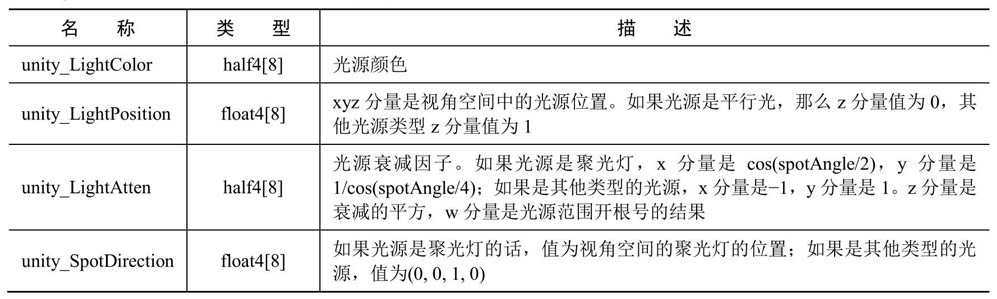 名 称 类 型 描 述
unity_LightColor half4[8] 光源颜色
unity_LightPosition float4[8] xyz 分量是视角空间中的光源位置。如果光源是平行光，那么 z 分量值为 0，其
他光源类型 z 分量值为 1
unity_LightAtten half4[8] 光源衰减因子。如果光源是聚光灯，x 分量是 cos(spotAngle/2)，y 分量是
1/cos(spotAngle/4)；如果是其他类型的光源，x 分量是−1，y 分量是 1。z 分量是
衰减的平方，w 分量是光源范围开根号的结果
unity_SpotDirection float4[8] 如果光源是聚光灯的话，值为视角空间的聚光灯的位置；如果是其他类型的光
源，值为(0, 0, 1, 0)